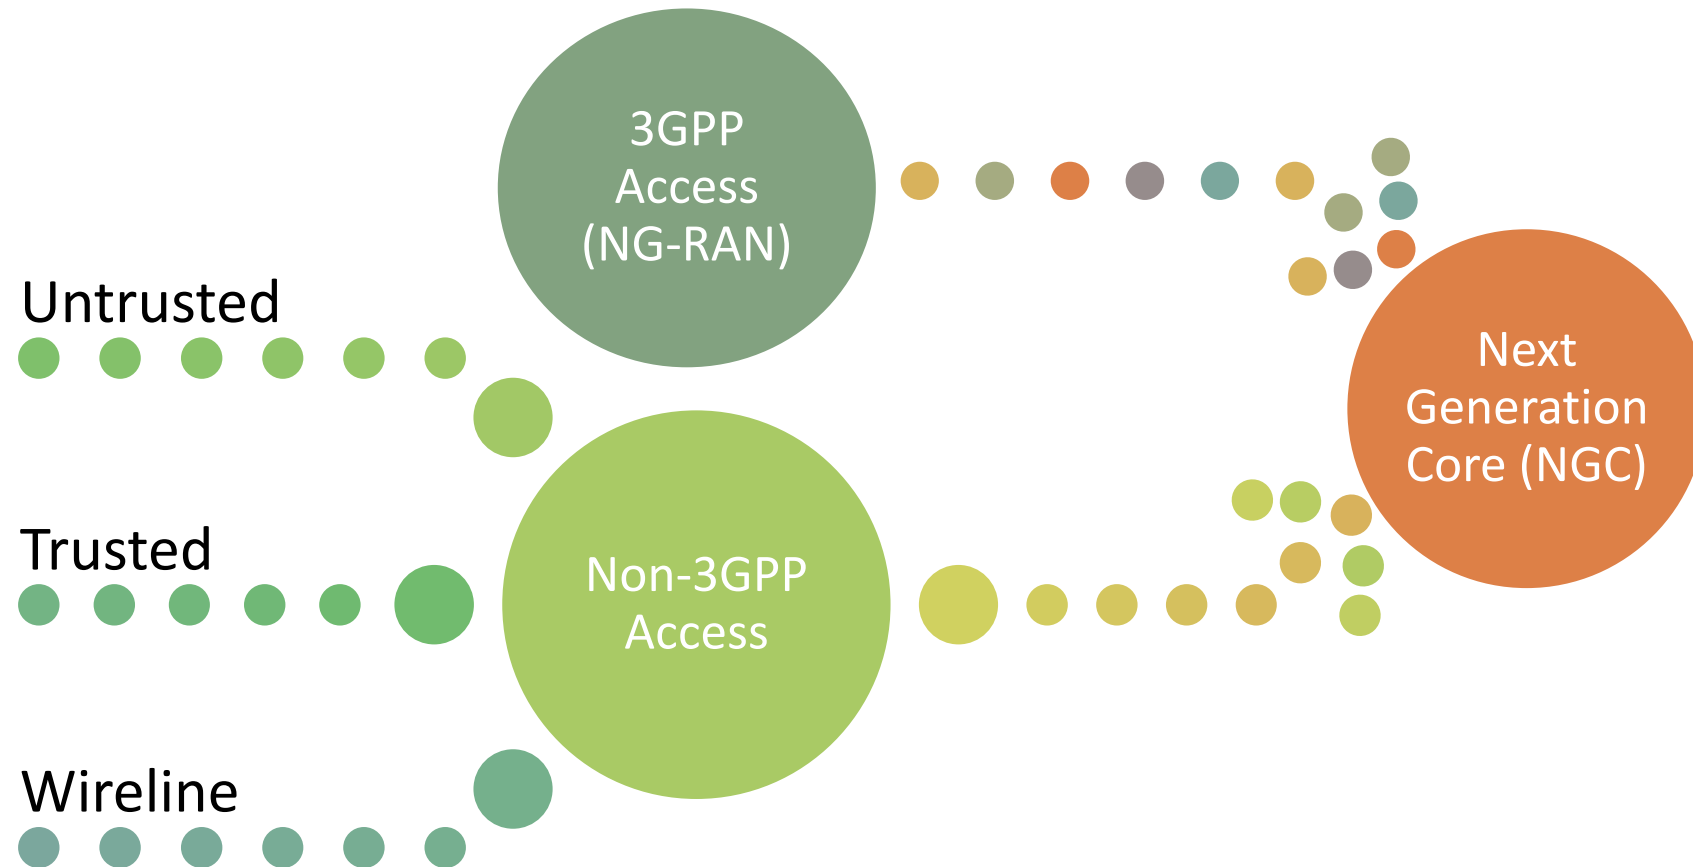 3GPP
Access
(NG-RAN)
Untrusted
Next
Generation
Core (NGC)
Trusted
Non-3GPP
Access
Wireline